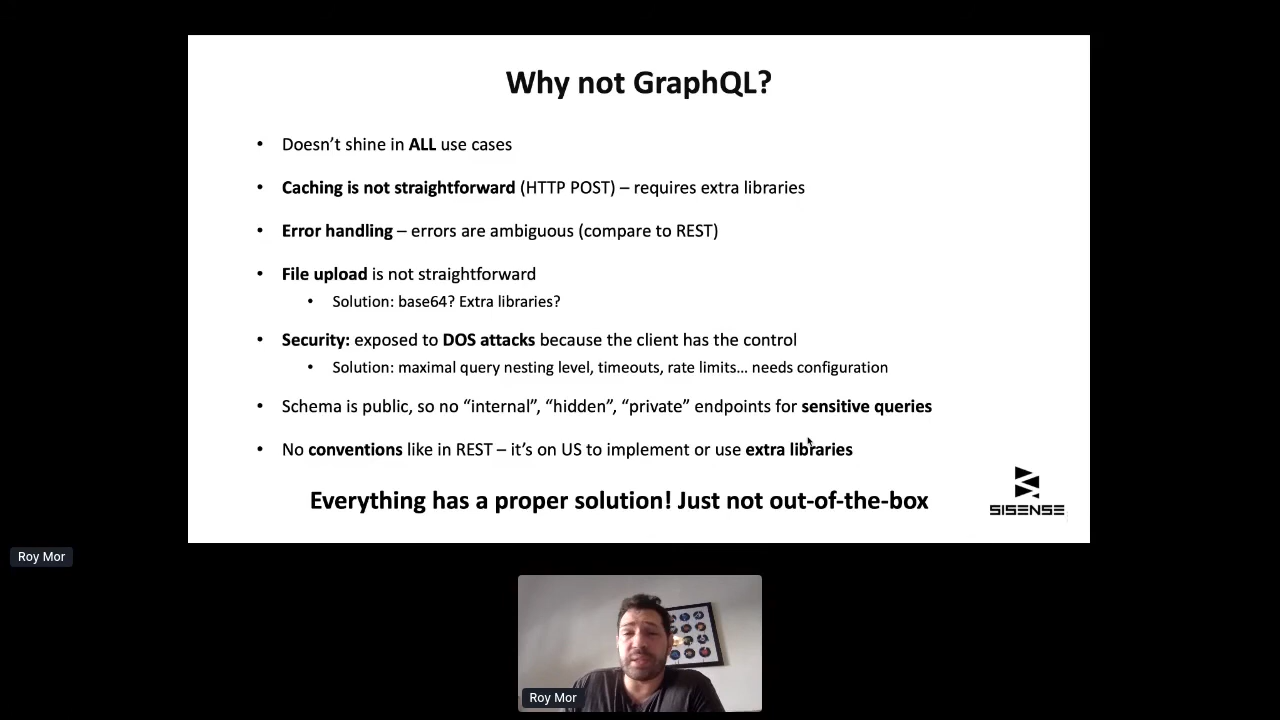 Why not GraphQL?
• Doesn’t shine in ALL use cases
• Caching is not straightforward (HTTP POST) – requires extra libraries
• Error handling – errors are ambiguous (compare to REST)
• File upload is not straightforward
• Solution: base64? Extra libraries?
• Security: exposed to DOS attacks because the client has the control
• Solution: maximal query nesting level, timeouts, rate limits... needs configuration
• Schema is public, so no “internal”, “hidden”, “private” endpoints for sensitive queries
• No conventions like in REST – it’s on US to implement or use extra libraries
Everything has a proper solution! Just not out-of-the-box
SISENSE
Roy Mor
Roy Mor